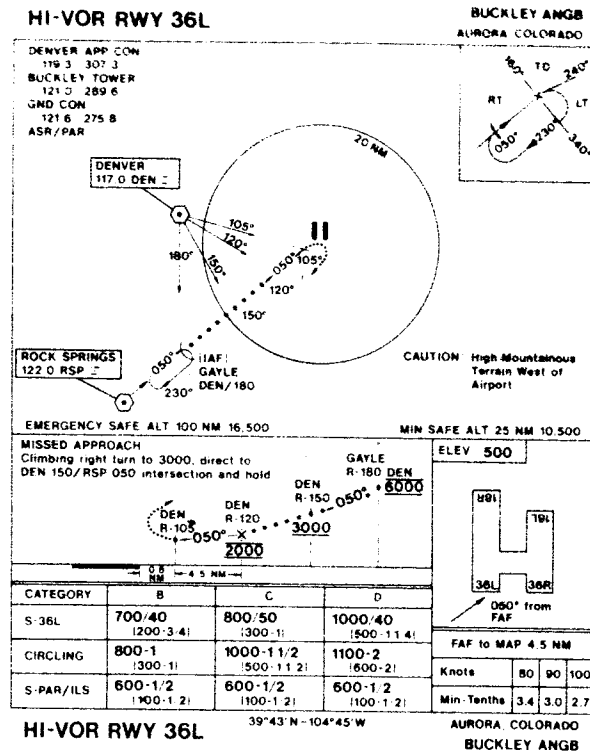 HI-VOR RWY 36L
BUCKLEY ANGB
AURORA COLORADO
DENVER APP CON
119.3 307.3
BUCKLEY TOWER
289.6
GND CON
121.6 275.8
ASR/PAR
DENVER
117.0 DEN
20 NM
105°
120°
150°
180°
050°
105°
120°
150°
050°
230°
(IAF)
GAYLE
DEN/180
ROCK SPRINGS
122.0 RSP
180°
TO
240°
RT
LT
050°
230°
340°
CAUTION High Mountainous
Terrain West of
Airport
EMERGENCY SAFE ALT 100 NM 16,500
MIN SAFE ALT 25 NM 10,500
MISSED APPROACH
Climbing right turn to 3000, direct to
DEN 150/RSP 050 intersection and hold
GAYLE
R-180 DEN
6000
DEN
R-150
3000
DEN
R-120
2000
DEN
R-105
050°
050°
0.8
NM
4.5 NM
ELEV 500
18R
18L
36L
36R
060° from
FAF
CATEGORY B C D
S-36L 700/40 800/50 1000/40
(200-3/4) (300-1) (500-1 1/4)
CIRCLING 800-1 1000-1 1/2 1100-2
(300-1) (500-1 1/2) (600-2)
S-PAR/ILS 600-1/2 600-1/2 600-1/2
(100-1/2) (100-1/2) (100-1/2)
FAF to MAP 4.5 NM
Knots 80 90 100
Min-Tenths 3.4 3.0 2.7
HI-VOR RWY 36L
39°43'N-104°45'W
AURORA, COLORADO
BUCKLEY ANGB